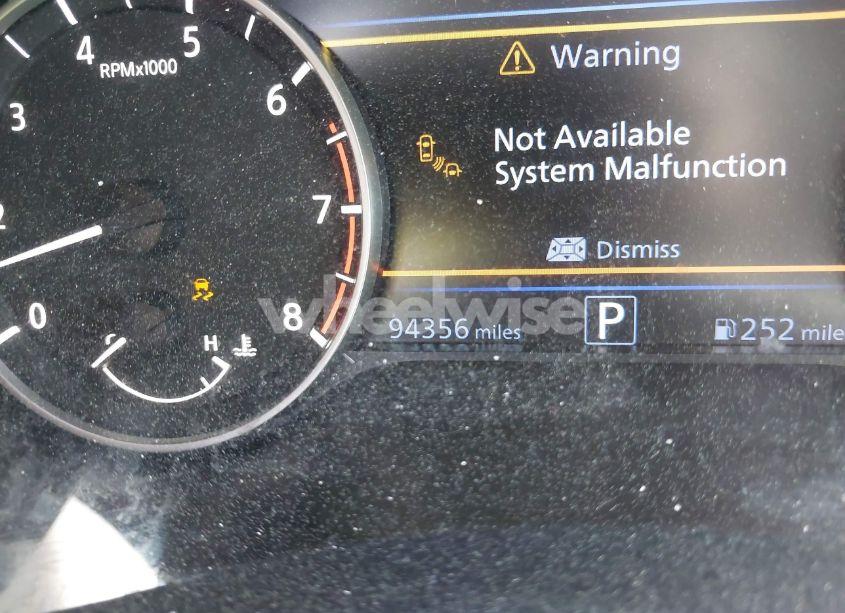 4
5
RPMx1000
3
6
2
7
0
8
H
Warning
Not Available
System Malfunction
Dismiss
wheelwise
94356 miles
P
252 mile